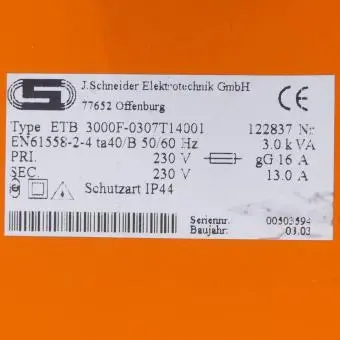 J.Schneider Elektrotechnik GmbH
77652 Offenburg
CE
Type ETB 3000F-0307T14001 122837 Nr
EN61558-2-4 ta40/B 50/60 Hz 3.0 kVA
PRI. 230 V gG 16 A
SEC. 230 V 13.0 A
Schutzart IP44
Seriennr. 00503594
Baujahr: 03.03